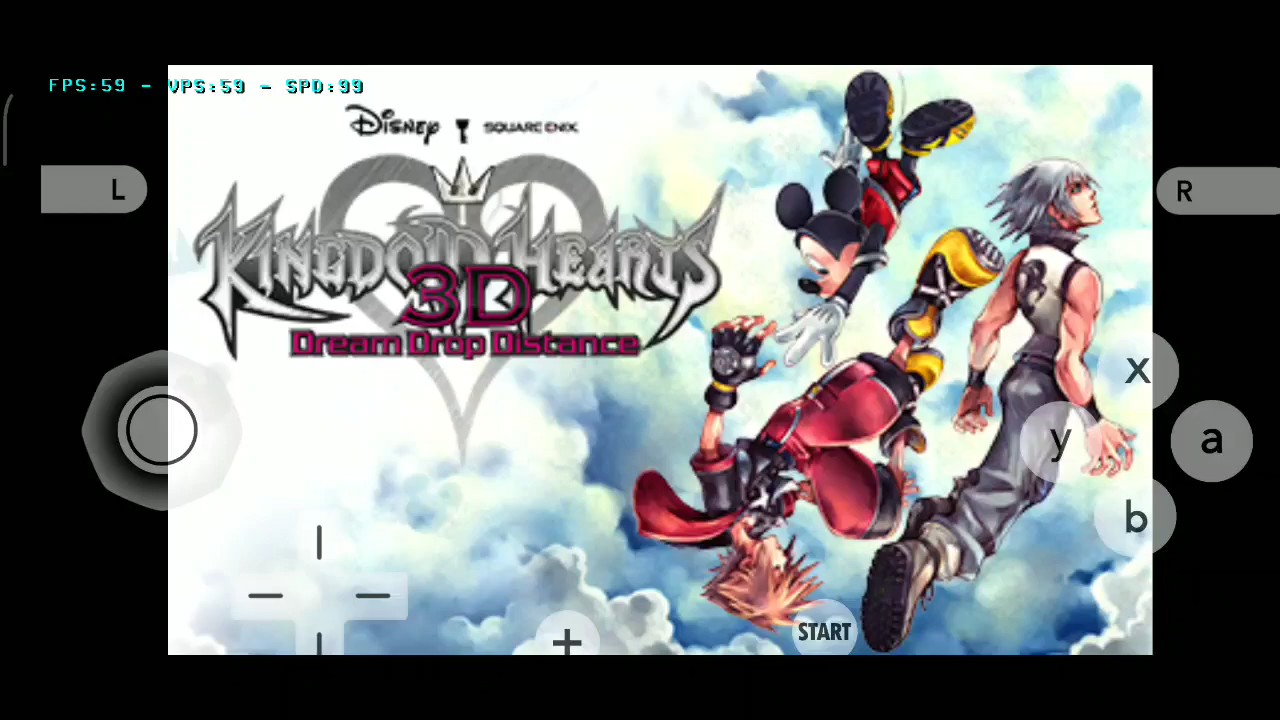 FPS:59 - VPS:59 - SPD:99
Disney SQUARE ENIX
L
R
KINGDOM HEARTS
3D
Dream Drop Distance
x
y
a
b
START